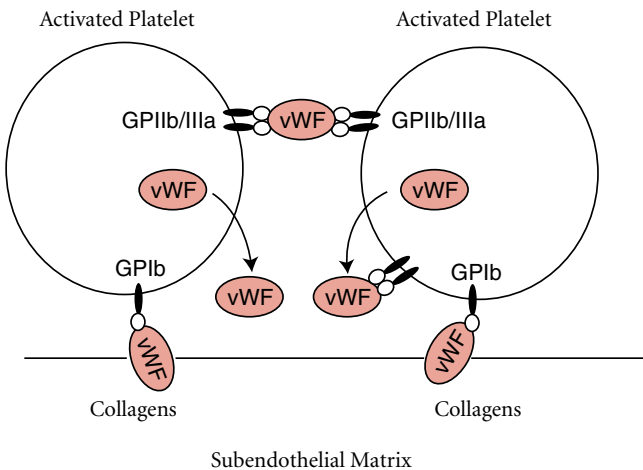 Activated Platelet
Activated Platelet
GPIIb/IIIa
vWF
GPIIb/IIIa
vWF
vWF
GPIb
vWF
vWF
GPIb
vWF
vWF
Collagens
Collagens
Subendothelial Matrix